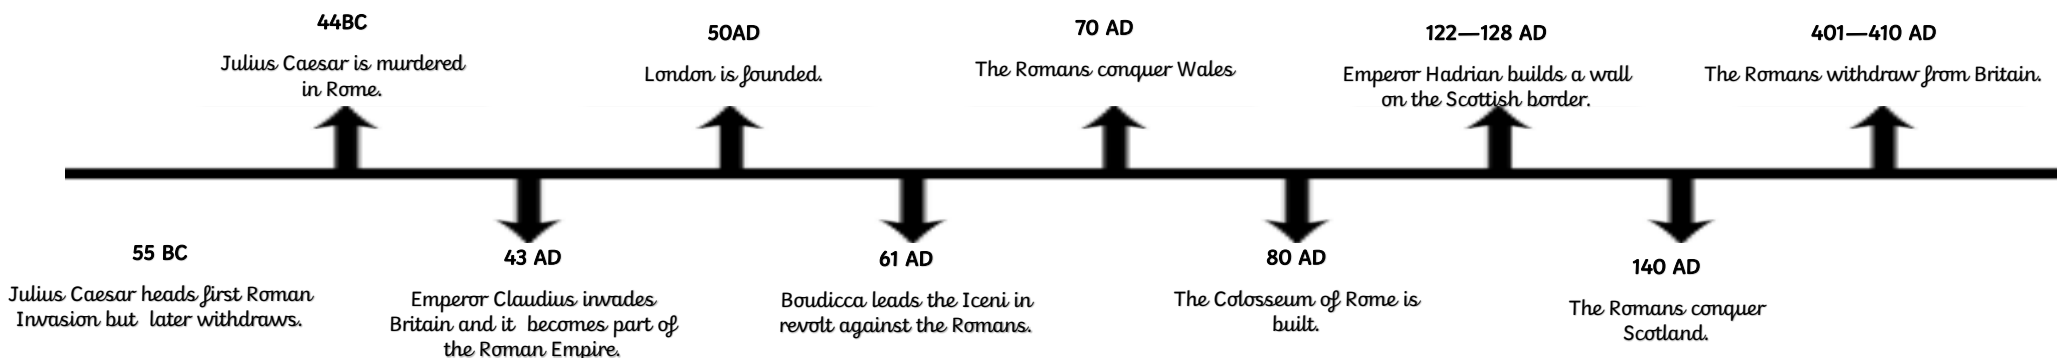 44BC
Julius Caesar is murdered
in Rome.
50AD
London is founded.
70 AD
The Romans conquer Wales
122—128 AD
Emperor Hadrian builds a wall
on the Scottish border.
401—410 AD
The Romans withdraw from Britain.
55 BC
Julius Caesar heads first Roman
Invasion but later withdraws.
43 AD
Emperor Claudius invades
Britain and it becomes part of
the Roman Empire.
61 AD
Boudicca leads the Iceni in
revolt against the Romans.
80 AD
The Colosseum of Rome is
built.
140 AD
The Romans conquer
Scotland.